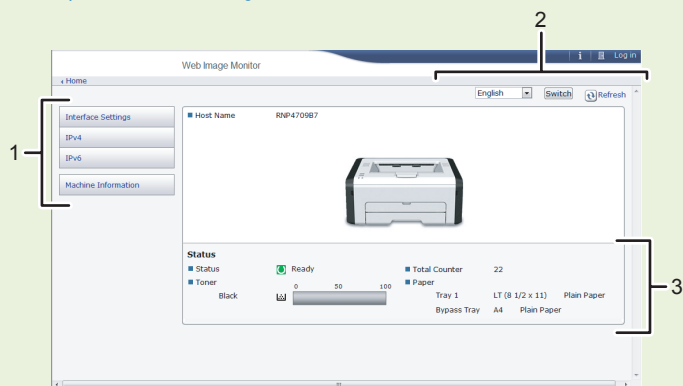 2
Log in
Web Image Monitor
Home
English Switch Refresh
1
Interface Settings
IPv4
IPv6
Machine Information
Host Name RNP4709B7
Status
Status Ready Total Counter 22
Toner 0 50 100 Paper
Black Tray 1 LT (8 1/2 x 11) Plain Paper
Bypass Tray A4 Plain Paper
3